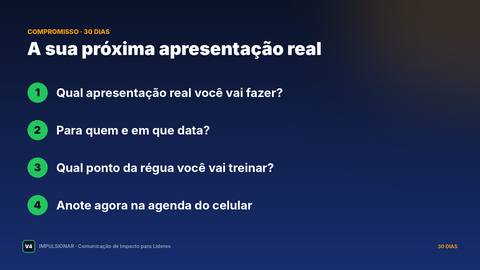 COMPROMISSO · 30 DIAS
A sua próxima apresentação real
1 Qual apresentação real você vai fazer?
2 Para quem e em que data?
3 Qual ponto da régua você vai treinar?
4 Anote agora na agenda do celular
V4 IMPULSIONAR · Comunicação de Impacto para Líderes
30 DIAS